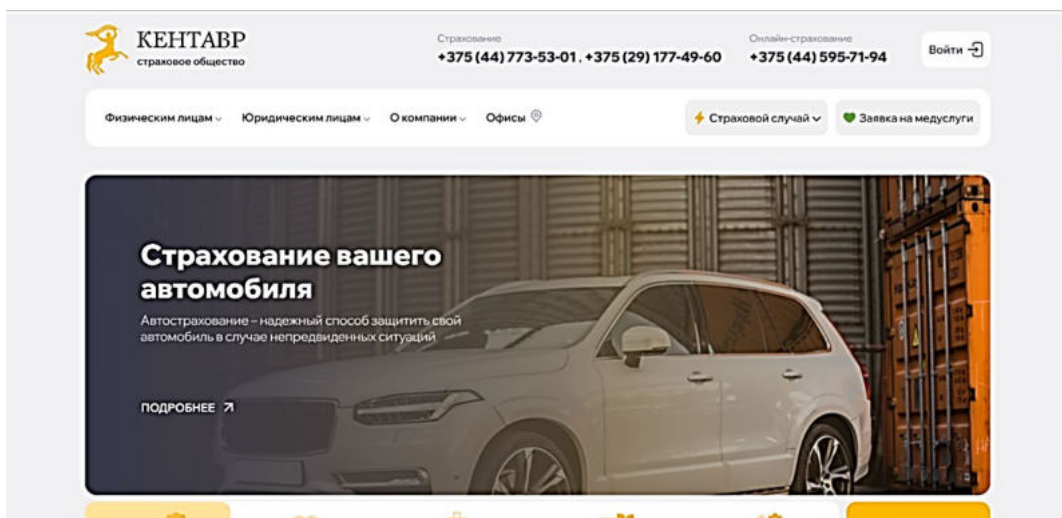 КЕНТАВР
страховое общество
Страхование
+375 (44) 773-53-01 , +375 (29) 177-49-60
Онлайн-страхование
+375 (44) 595-71-94
Войти
Физическим лицам
Юридическим лицам
О компании
Офисы
Страховой случай
Заявка на медуслуги
Страхование вашего
автомобиля
Автострахование – надежный способ защитить свой
автомобиль в случае непредвиденных ситуаций
ПОДРОБНЕЕ